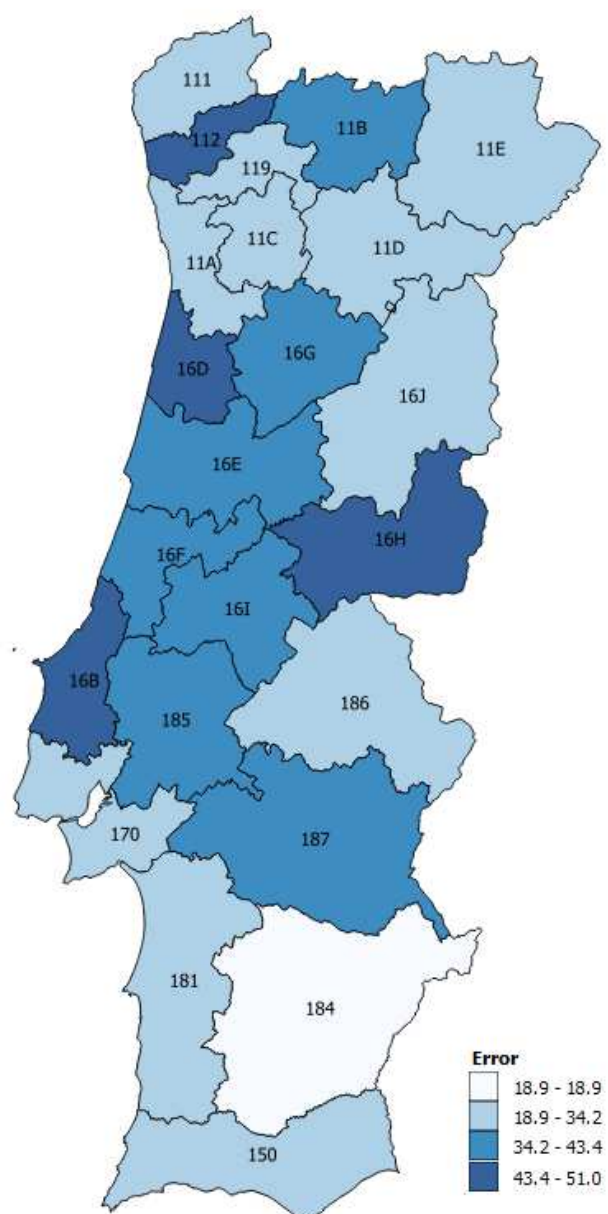 111
112
11B
11E
119
11C
11A
11D
16G
16D
16J
16E
16H
16F
16I
16B
186
185
170
187
181
184
150
Error
18.9 - 18.9
18.9 - 34.2
34.2 - 43.4
43.4 - 51.0